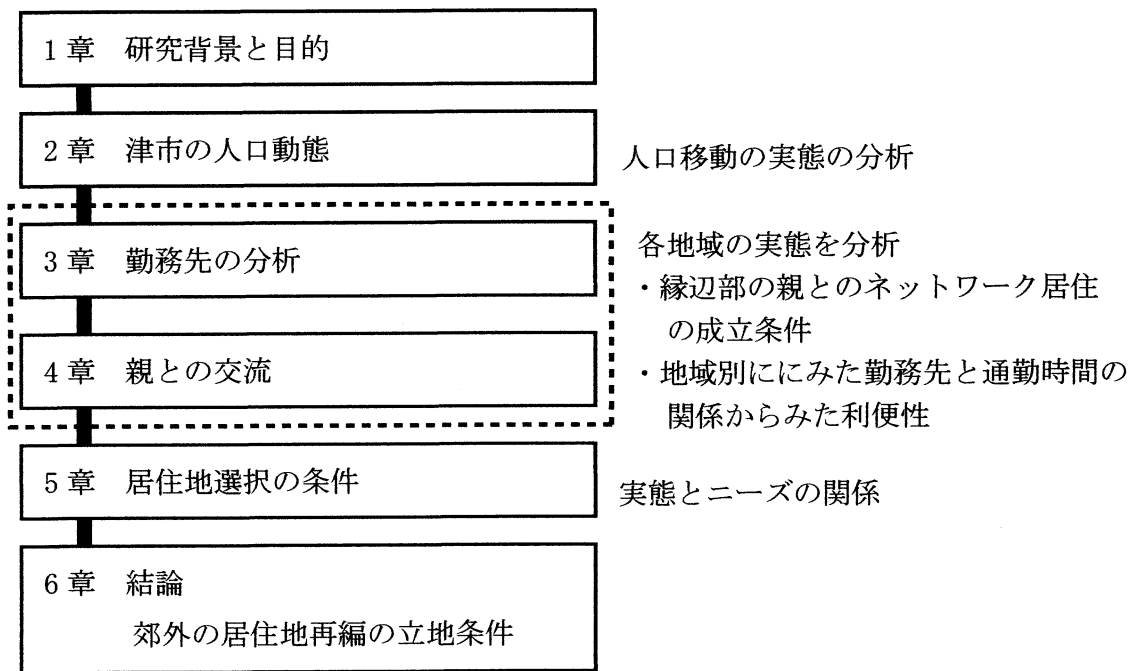 1章 研究背景と目的
2章 津市の人口動態
人口移動の実態の分析
3章 勤務先の分析
4章 親との交流
各地域の実態を分析
・縁辺部の親とのネットワーク居住
の成立条件
・地域別ににみた勤務先と通勤時間の
関係からみた利便性
5章 居住地選択の条件
実態とニーズの関係
6章 結論
郊外の居住地再編の立地条件